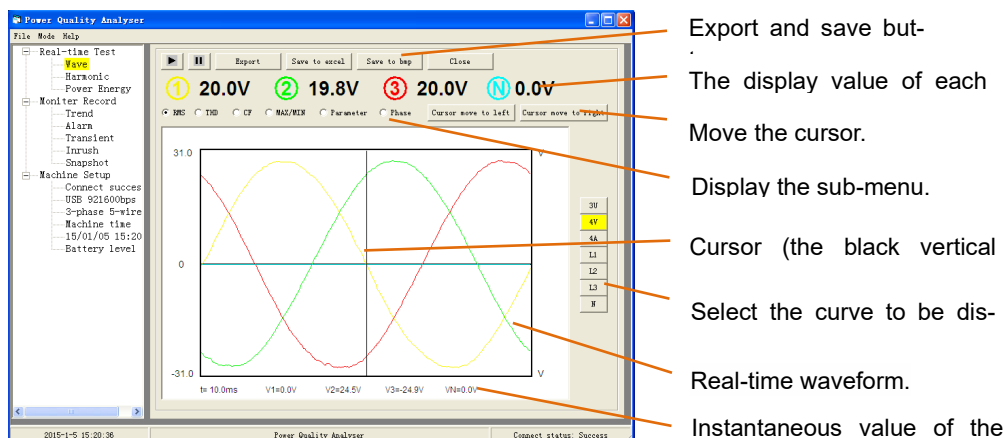 Power Quality Analyser
File Mode Help
Real-time Test
Wave
Harmonic
Power Energy
Moniter Record
Trend
Alarm
Transient
Inrush
Snapshot
Machine Setup
Connect succes
USB 921600bps
3-phase 5-wire
Machine time
15/01/05 15:20
Battery level
Export Save to excel Save to bmp Close
1 20.0V 2 19.8V 3 20.0V N 0.0V
RMS THD CF MAX/MIN Parameter Phase Cursor move to left Cursor move to right
31.0 V
0
-31.0 V
t= 10.0ms V1=0.0V V2=24.5V V3=-24.9V VN=0.0V
3U
4V
4A
L1
L2
L3
N
2015-1-5 15:20:36 Power Quality Analyser Connect status: Success
Export and save but-
The display value of each
Move the cursor.
Display the sub-menu.
Cursor (the black vertical
Select the curve to be dis-
Real-time waveform.
Instantaneous value of the